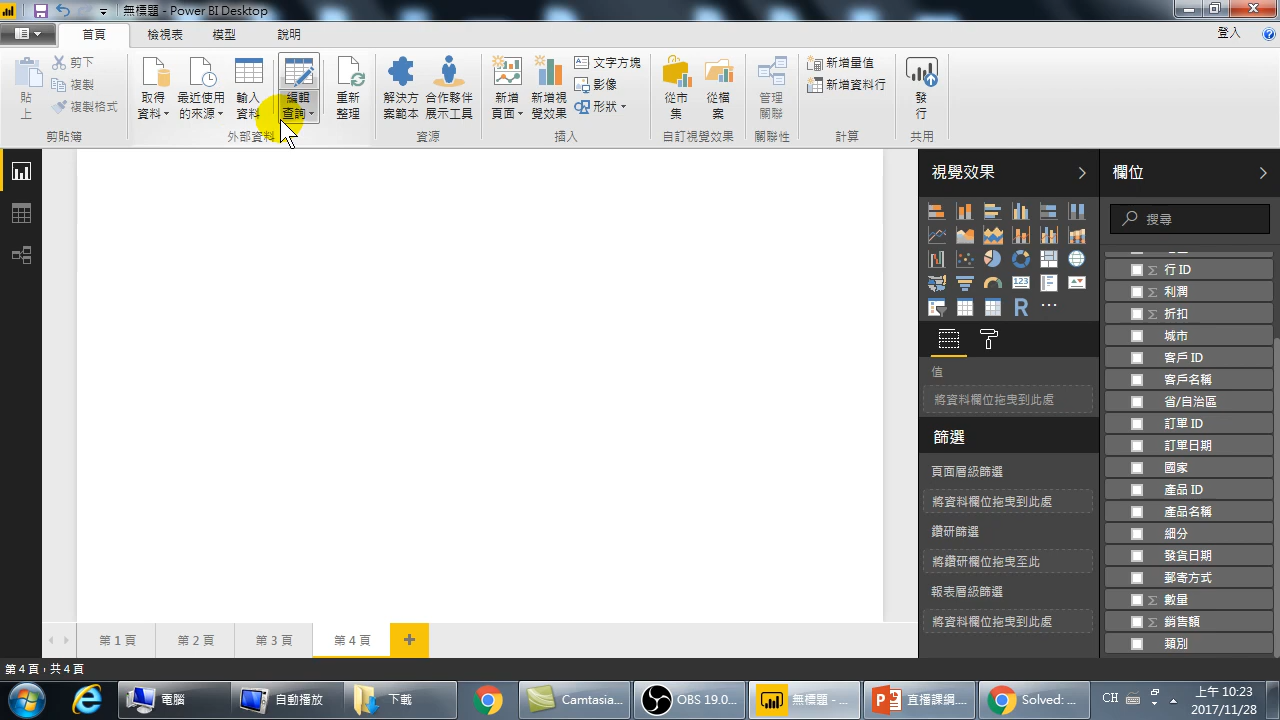 無標題 - Power BI Desktop
首頁
檢視表
模型
說明
登入
貼上
剪下
複製
複製格式
剪貼簿
取得資料
最近使用的來源
輸入資料
編輯查詢
重新整理
外部資料
解決方案範本
合作夥伴展示工具
資源
新增頁面
新增視覺效果
文字方塊
影像
形狀
插入
從市集
從檔案
自訂視覺效果
管理關聯
關聯性
新增量值
新增資料行
計算
發行
共用
視覺效果
123
R
值
將資料欄位拖曳到此處
篩選
頁面層級篩選
將資料欄位拖曳到此處
鑽研篩選
將鑽研欄位拖曳至此
報表層級篩選
將資料欄位拖曳到此處
欄位
搜尋
行 ID
利潤
折扣
城市
客戶 ID
客戶名稱
省/自治區
訂單 ID
訂單日期
國家
產品 ID
產品名稱
細分
發貨日期
郵寄方式
數量
銷售額
類別
第 1 頁
第 2 頁
第 3 頁
第 4 頁
第 4 頁，共 4 頁
電腦
自動播放
下載
Camtasia...
OBS 19.0...
無標題 - ...
直播課綱....
Solved: ...
CH
上午 10:23
2017/11/28